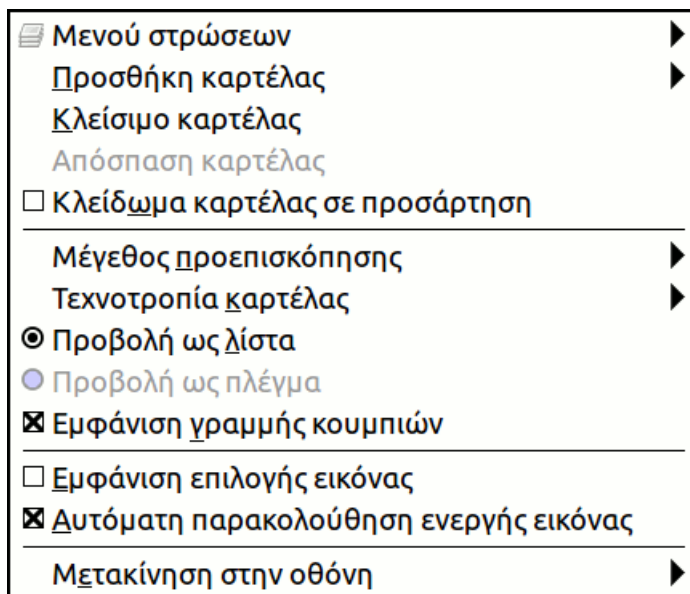 Μενού στρώσεων
Προσθήκη καρτέλας
Κλείσιμο καρτέλας
Απόσπαση καρτέλας
Κλείδωμα καρτέλας σε προσάρτηση
Μέγεθος προεπισκόπησης
Τεχνοτροπία καρτέλας
Προβολή ως λίστα
Προβολή ως πλέγμα
Εμφάνιση γραμμής κουμπιών
Εμφάνιση επιλογής εικόνας
Αυτόματη παρακολούθηση ενεργής εικόνας
Μετακίνηση στην οθόνη